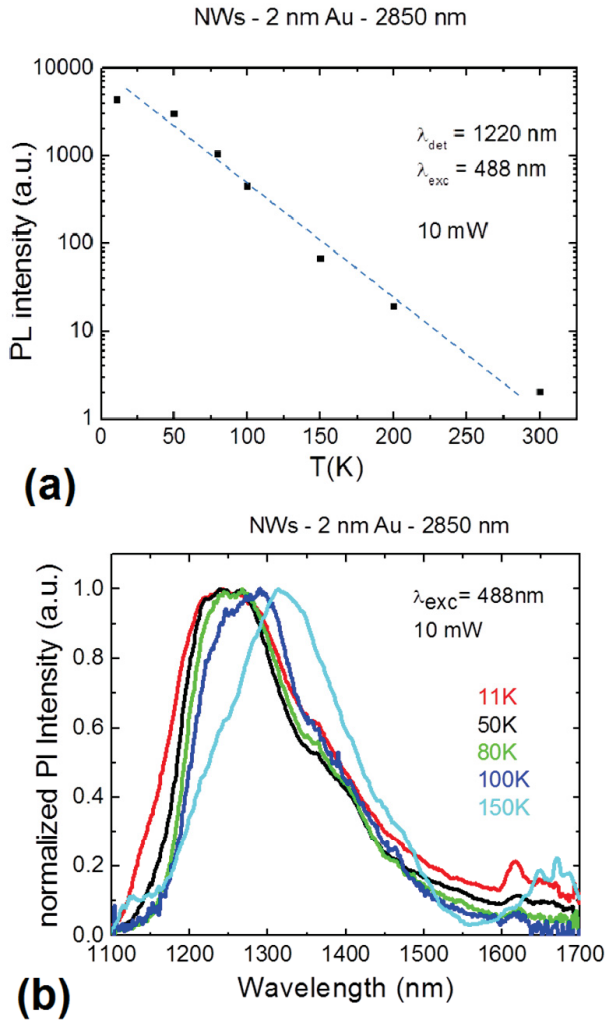 NWs - 2 nm Au - 2850 nm
10000
1000
100
10
1
PL intensity (a.u.)
λdet = 1220 nm
λexc = 488 nm
10 mW
0 50 100 150 200 250 300
T(K)
(a)
NWs - 2 nm Au - 2850 nm
1.0
0.8
0.6
0.4
0.2
0.0
normalized PI Intensity (a.u.)
λexc= 488nm
10 mW
11K
50K
80K
100K
150K
1100 1200 1300 1400 1500 1600 1700
Wavelength (nm)
(b)